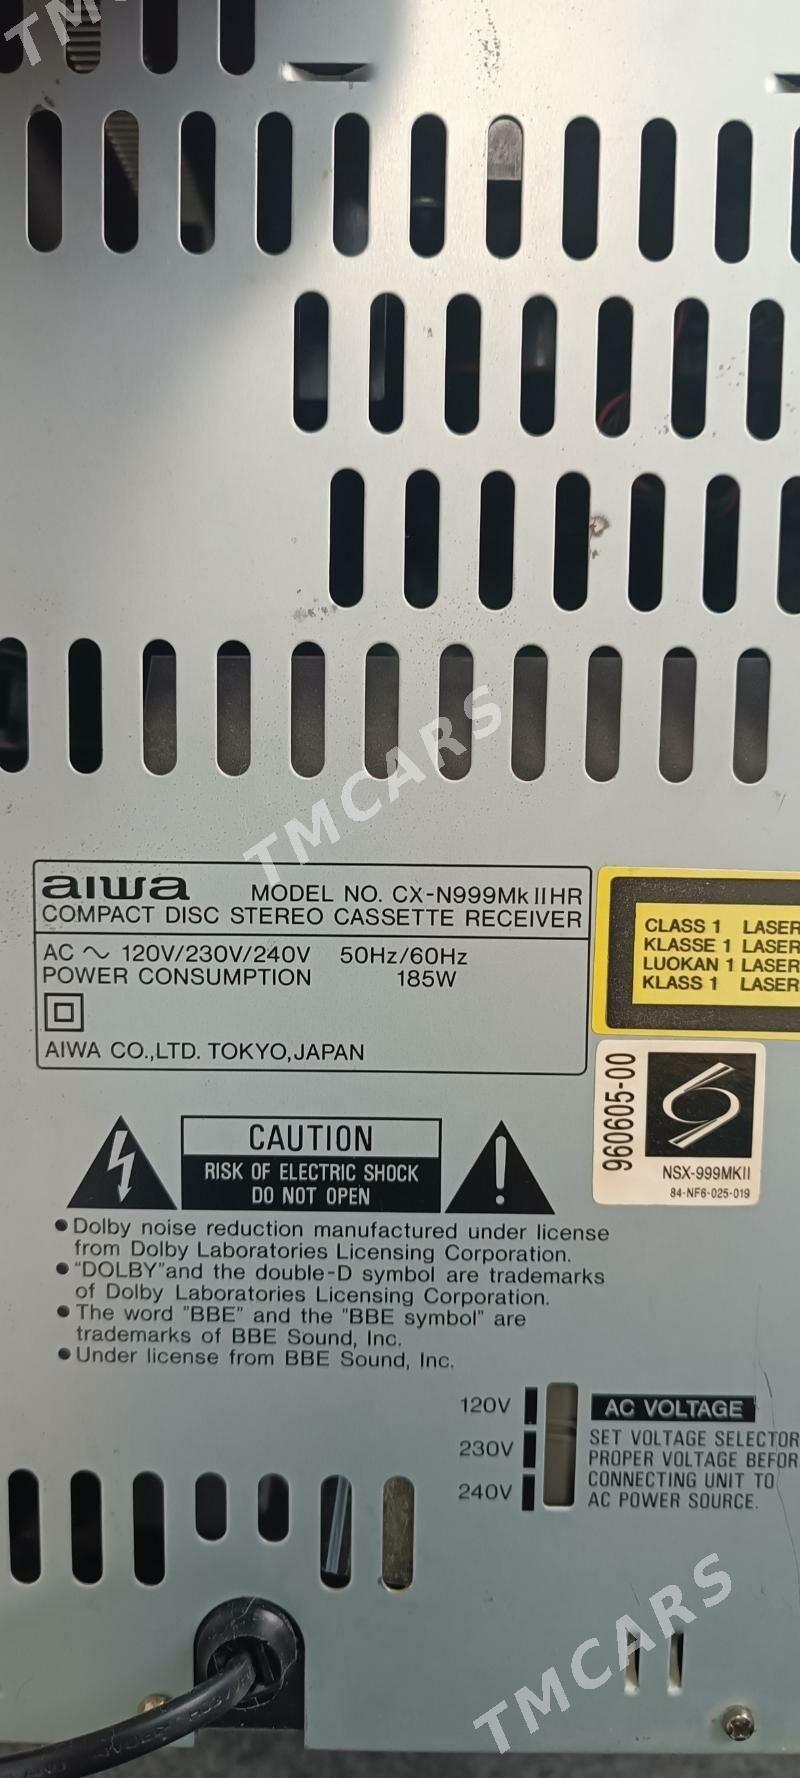 TMCARS
aiwa MODEL NO. CX-N999MkIIHR
COMPACT DISC STEREO CASSETTE RECEIVER
AC ～ 120V/230V/240V 50Hz/60Hz
POWER CONSUMPTION 185W
AIWA CO.,LTD. TOKYO,JAPAN
CLASS 1 LASER
KLASSE 1 LASER
LUOKAN 1 LASER
KLASS 1 LASER
960605-00
NSX-999MKII
84-NF6-025-019
CAUTION
RISK OF ELECTRIC SHOCK
DO NOT OPEN
●Dolby noise reduction manufactured under license
from Dolby Laboratories Licensing Corporation.
●"DOLBY"and the double-D symbol are trademarks
of Dolby Laboratories Licensing Corporation.
●The word "BBE" and the "BBE symbol" are
trademarks of BBE Sound, Inc.
●Under license from BBE Sound, Inc.
120V
230V
240V
AC VOLTAGE
SET VOLTAGE SELECTOR
PROPER VOLTAGE BEFOR
CONNECTING UNIT TO
AC POWER SOURCE.
TMCARS